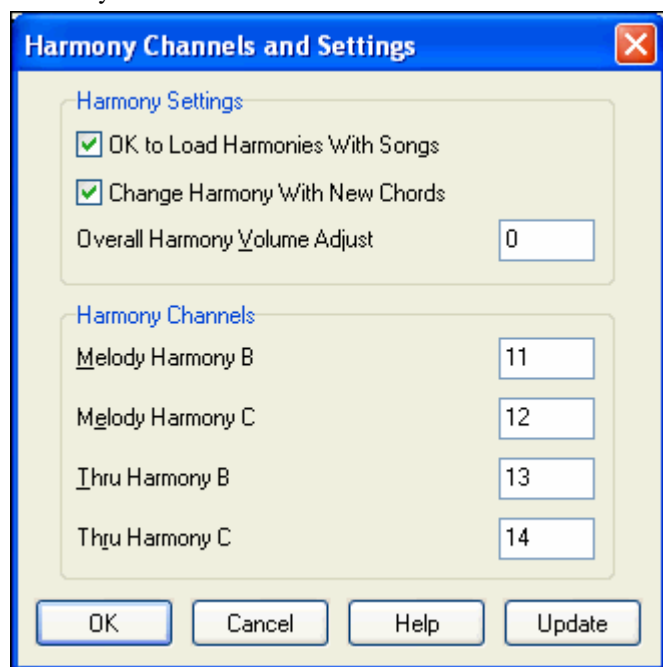 Harmony Channels and Settings
Harmony Settings
OK to Load Harmonies With Songs
Change Harmony With New Chords
Overall Harmony Volume Adjust 0
Harmony Channels
Melody Harmony B 11
Melody Harmony C 12
Thru Harmony B 13
Thru Harmony C 14
OK Cancel Help Update